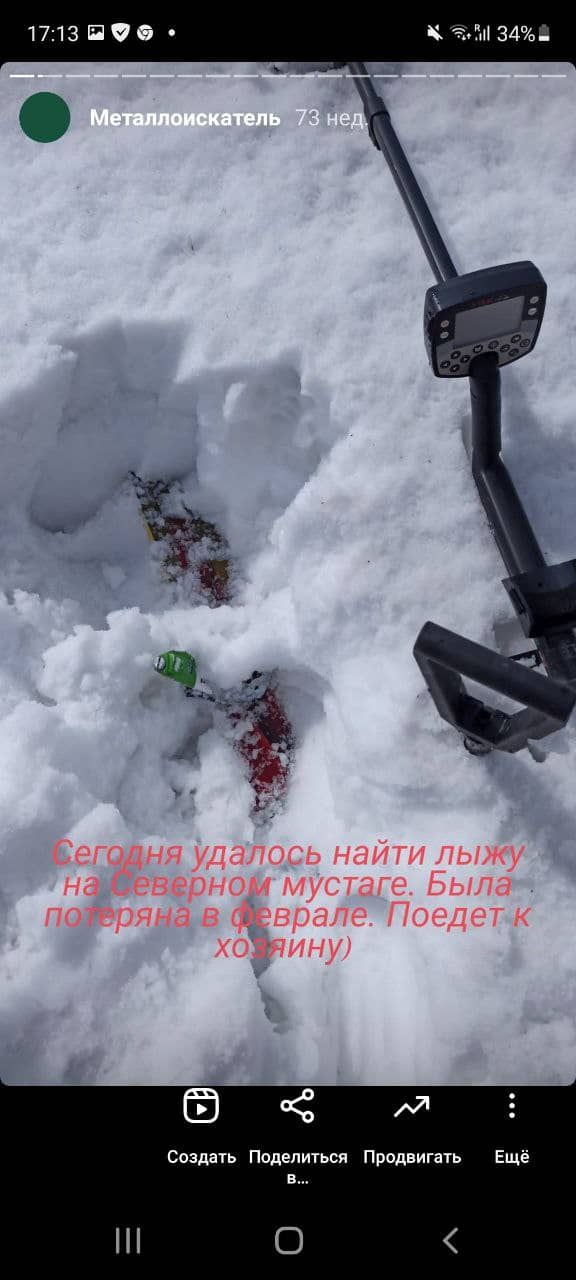 17:13
34%
Металлоискатель 73 нед.
Сегодня удалось найти лыжу
на Северном мустаге. Была
потеряна в феврале. Поедет к
хозяину)
Создать
Поделиться
в...
Продвигать
Ещё